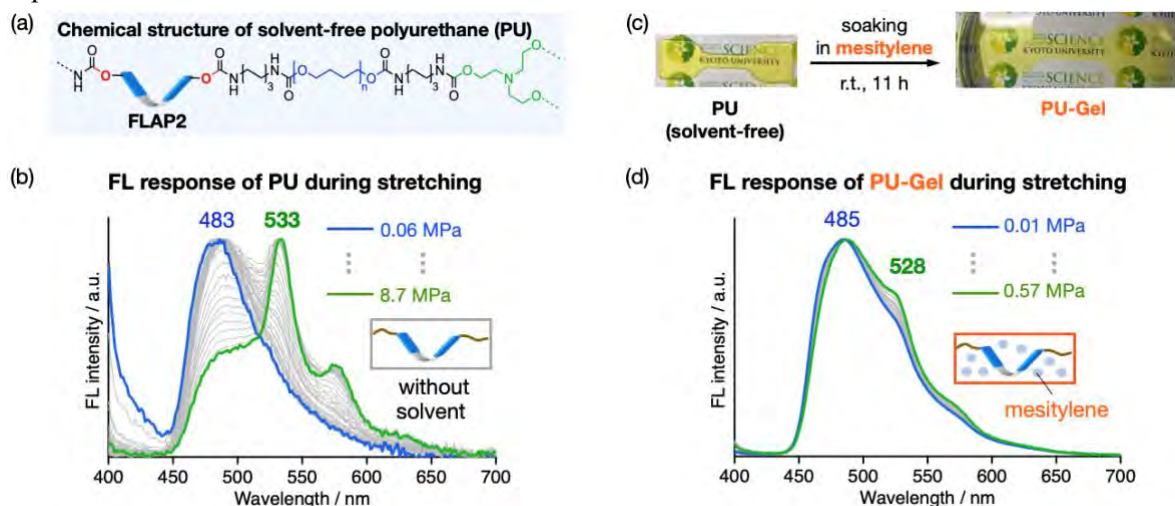 (a)
Chemical structure of solvent-free polyurethane (PU)
FLAP2
(b)
FL response of PU during stretching
483
533
0.06 MPa
8.7 MPa
without
solvent
FL intensity / a.u.
400 450 500 550 600 650 700
Wavelength / nm
(c)
SCIENCE
KYOTO UNIVERSITY
PU
(solvent-free)
soaking
in mesitylene
r.t., 11 h
SCIENCE
KYOTO UNIVERSITY
PU-Gel
(d)
FL response of PU-Gel during stretching
485
528
0.01 MPa
0.57 MPa
mesitylene
FL intensity / a.u.
400 450 500 550 600 650 700
Wavelength / nm